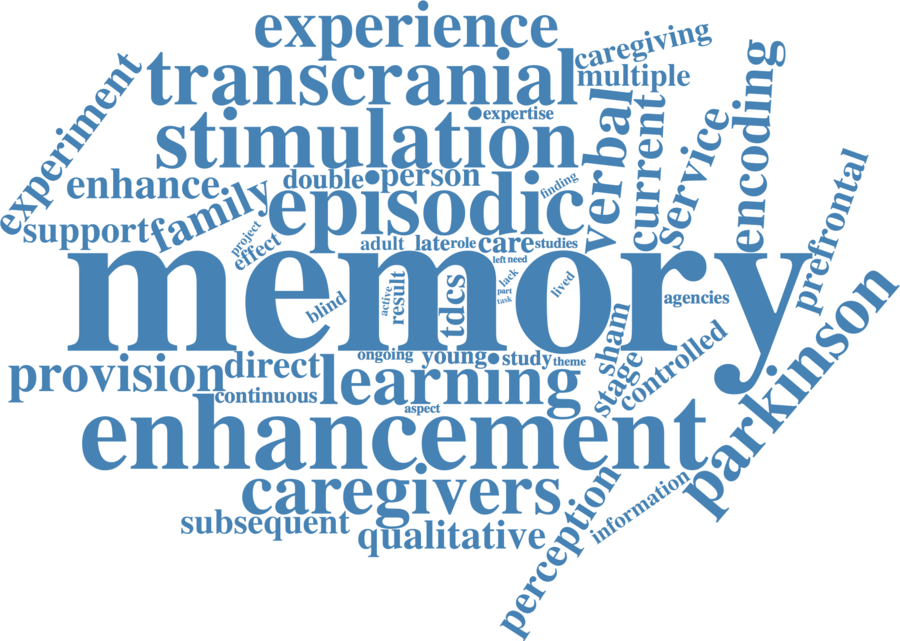 experience
caregiving
transcranial
multiple
experiment
expertise
stimulation
verbal
current
service
encoding
enhance
family
double
person
finding
episodic
support
project
effect
adult
late
role
care
studies
left
need
prefrontal
memory
blind
active
result
tdcs
lack
part
task
lived
agencies
parkinson
provision
direct
ongoing
young
study
theme
sham
stage
controlled
continuous
learning
aspect
enhancement
caregivers
subsequent
qualitative
perception
information